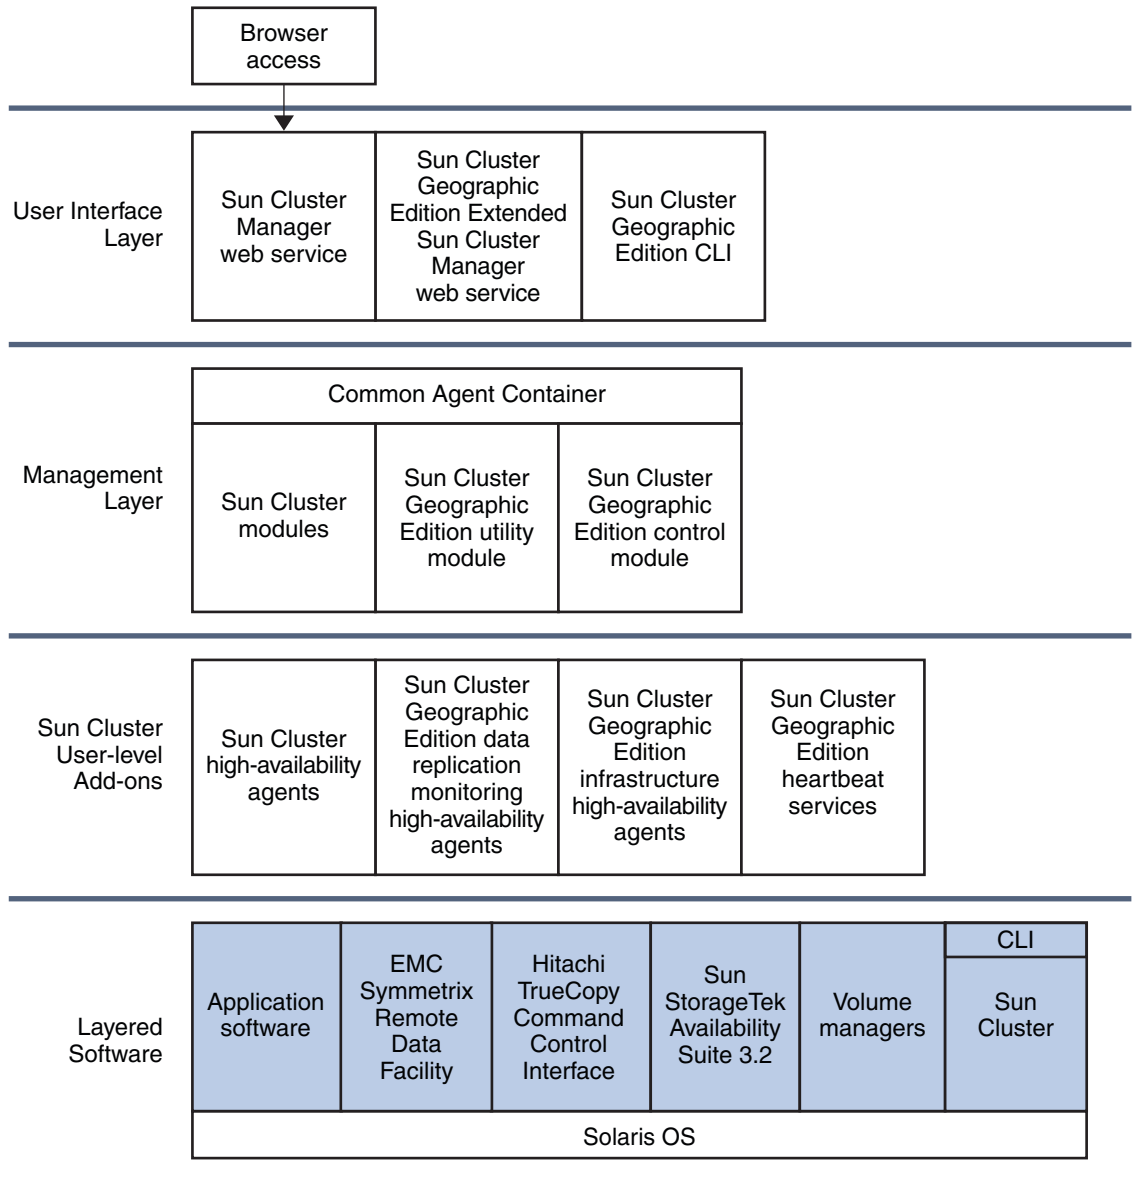 Browser
access
User Interface
Layer
Sun Cluster
Manager
web service
Sun Cluster
Geographic
Edition Extended
Sun Cluster
Manager
web service
Sun Cluster
Geographic
Edition CLI
Management
Layer
Common Agent Container
Sun Cluster
modules
Sun Cluster
Geographic
Edition utility
module
Sun Cluster
Geographic
Edition control
module
Sun Cluster
User-level
Add-ons
Sun Cluster
high-availability
agents
Sun Cluster
Geographic
Edition data
replication
monitoring
high-availability
agents
Sun Cluster
Geographic
Edition
infrastructure
high-availability
agents
Sun Cluster
Geographic
Edition
heartbeat
services
Layered
Software
Application
software
EMC
Symmetrix
Remote
Data
Facility
Hitachi
TrueCopy
Command
Control
Interface
Sun
StorageTek
Availability
Suite 3.2
Volume
managers
CLI
Sun
Cluster
Solaris OS